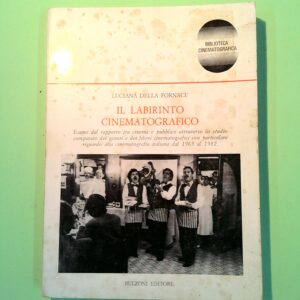 BIBLIOTECA
CINEMATOGRAFICA
LUCIANA DELLA FORNACE
IL LABIRINTO
CINEMATOGRAFICO
Esame del rapporto fra cinema e pubblico attraverso lo studio
comparato dei generi e dei filoni cinematografici con particolare
riguardo alla cinematografia italiana dal 1965 al 1982
BULZONI EDITORE